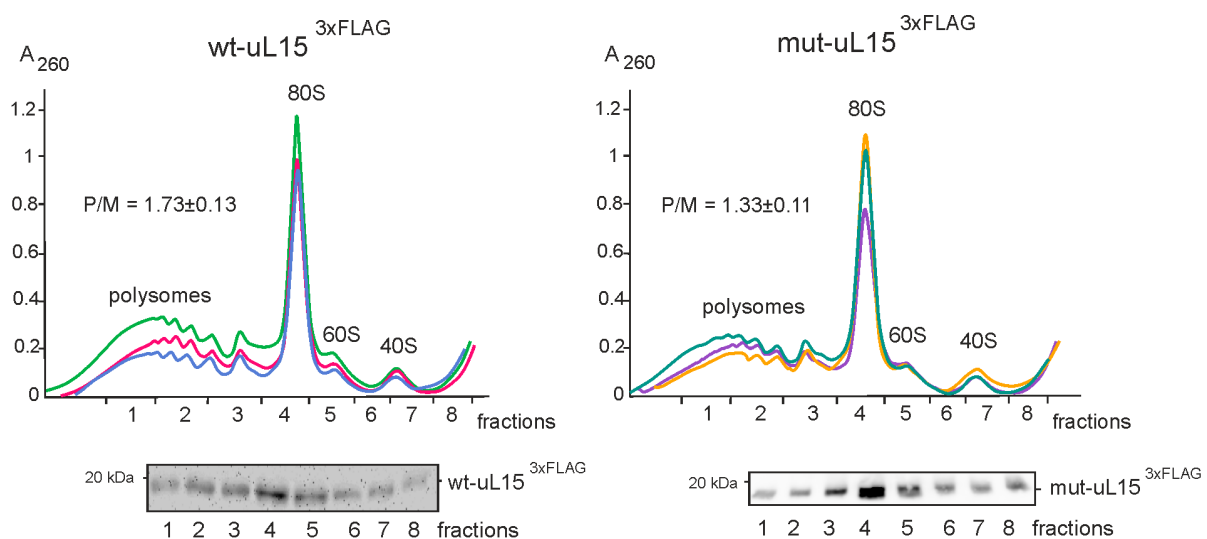 A260
wt-uL15 3xFLAG
1.2
1
0.8
0.6
0.4
0.2
0
80S
P/M = 1.73±0.13
polysomes
60S
40S
1 2 3 4 5 6 7 8 fractions
20 kDa
wt-uL15 3xFLAG
1 2 3 4 5 6 7 8 fractions
A260
mut-uL15 3xFLAG
1.2
1
0.8
0.6
0.4
0.2
0
80S
P/M = 1.33±0.11
polysomes
60S
40S
1 2 3 4 5 6 7 8 fractions
20 kDa
mut-uL15 3xFLAG
1 2 3 4 5 6 7 8 fractions